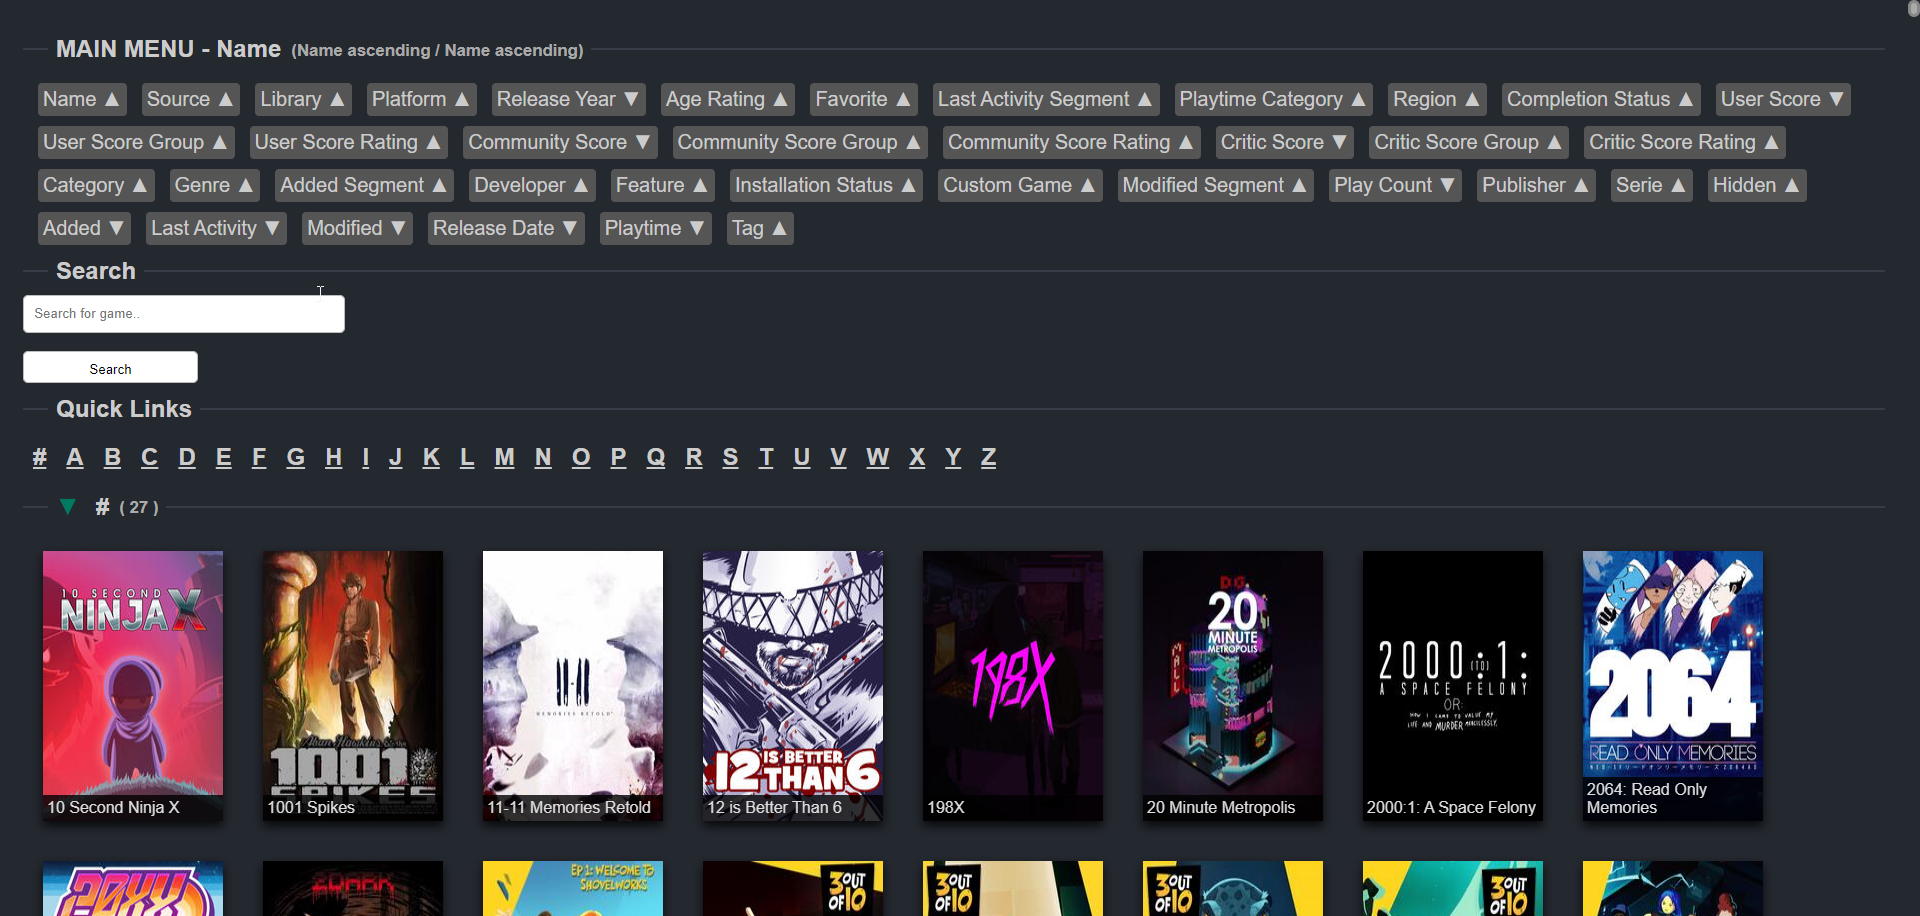 MAIN MENU - Name (Name ascending / Name ascending)
Name ▲ Source ▲ Library ▲ Platform ▲ Release Year ▼ Age Rating ▲ Favorite ▲ Last Activity Segment ▲ Playtime Category ▲ Region ▲ Completion Status ▲ User Score ▼
User Score Group ▲ User Score Rating ▲ Community Score ▼ Community Score Group ▲ Community Score Rating ▲ Critic Score ▼ Critic Score Group ▲ Critic Score Rating ▲
Category ▲ Genre ▲ Added Segment ▲ Developer ▲ Feature ▲ Installation Status ▲ Custom Game ▲ Modified Segment ▲ Play Count ▼ Publisher ▲ Serie ▲ Hidden ▲
Added ▼ Last Activity ▼ Modified ▼ Release Date ▼ Playtime ▼ Tag ▲
Search
Search for game..
Search
Quick Links
# A B C D E F G H I J K L M N O P Q R S T U V W X Y Z
▼ # ( 27 )
10 SECOND
NINJA X
10 Second Ninja X
1001
SPIKES
1001 Spikes
11-11
MEMORIES RETOLD
11-11 Memories Retold
12 IS BETTER
THAN 6
12 is Better Than 6
198X
198X
20
MINUTE
METROPOLIS
MALL
20 Minute Metropolis
2000 (TO) :1:
A SPACE FELONY
OR:
HOW I CAME TO VALUE MY
LIFE AND MURDER MERCILESSLY
2000:1: A Space Felony
2064
READ ONLY MEMORIES
2064: Read Only
Memories
20XX
2DARK
EP 1: WELCOME TO
SHOVELWORKS
3 OUT
OF 10
3 OUT
OF 10
3 OUT
OF 10
3 OUT
OF 10